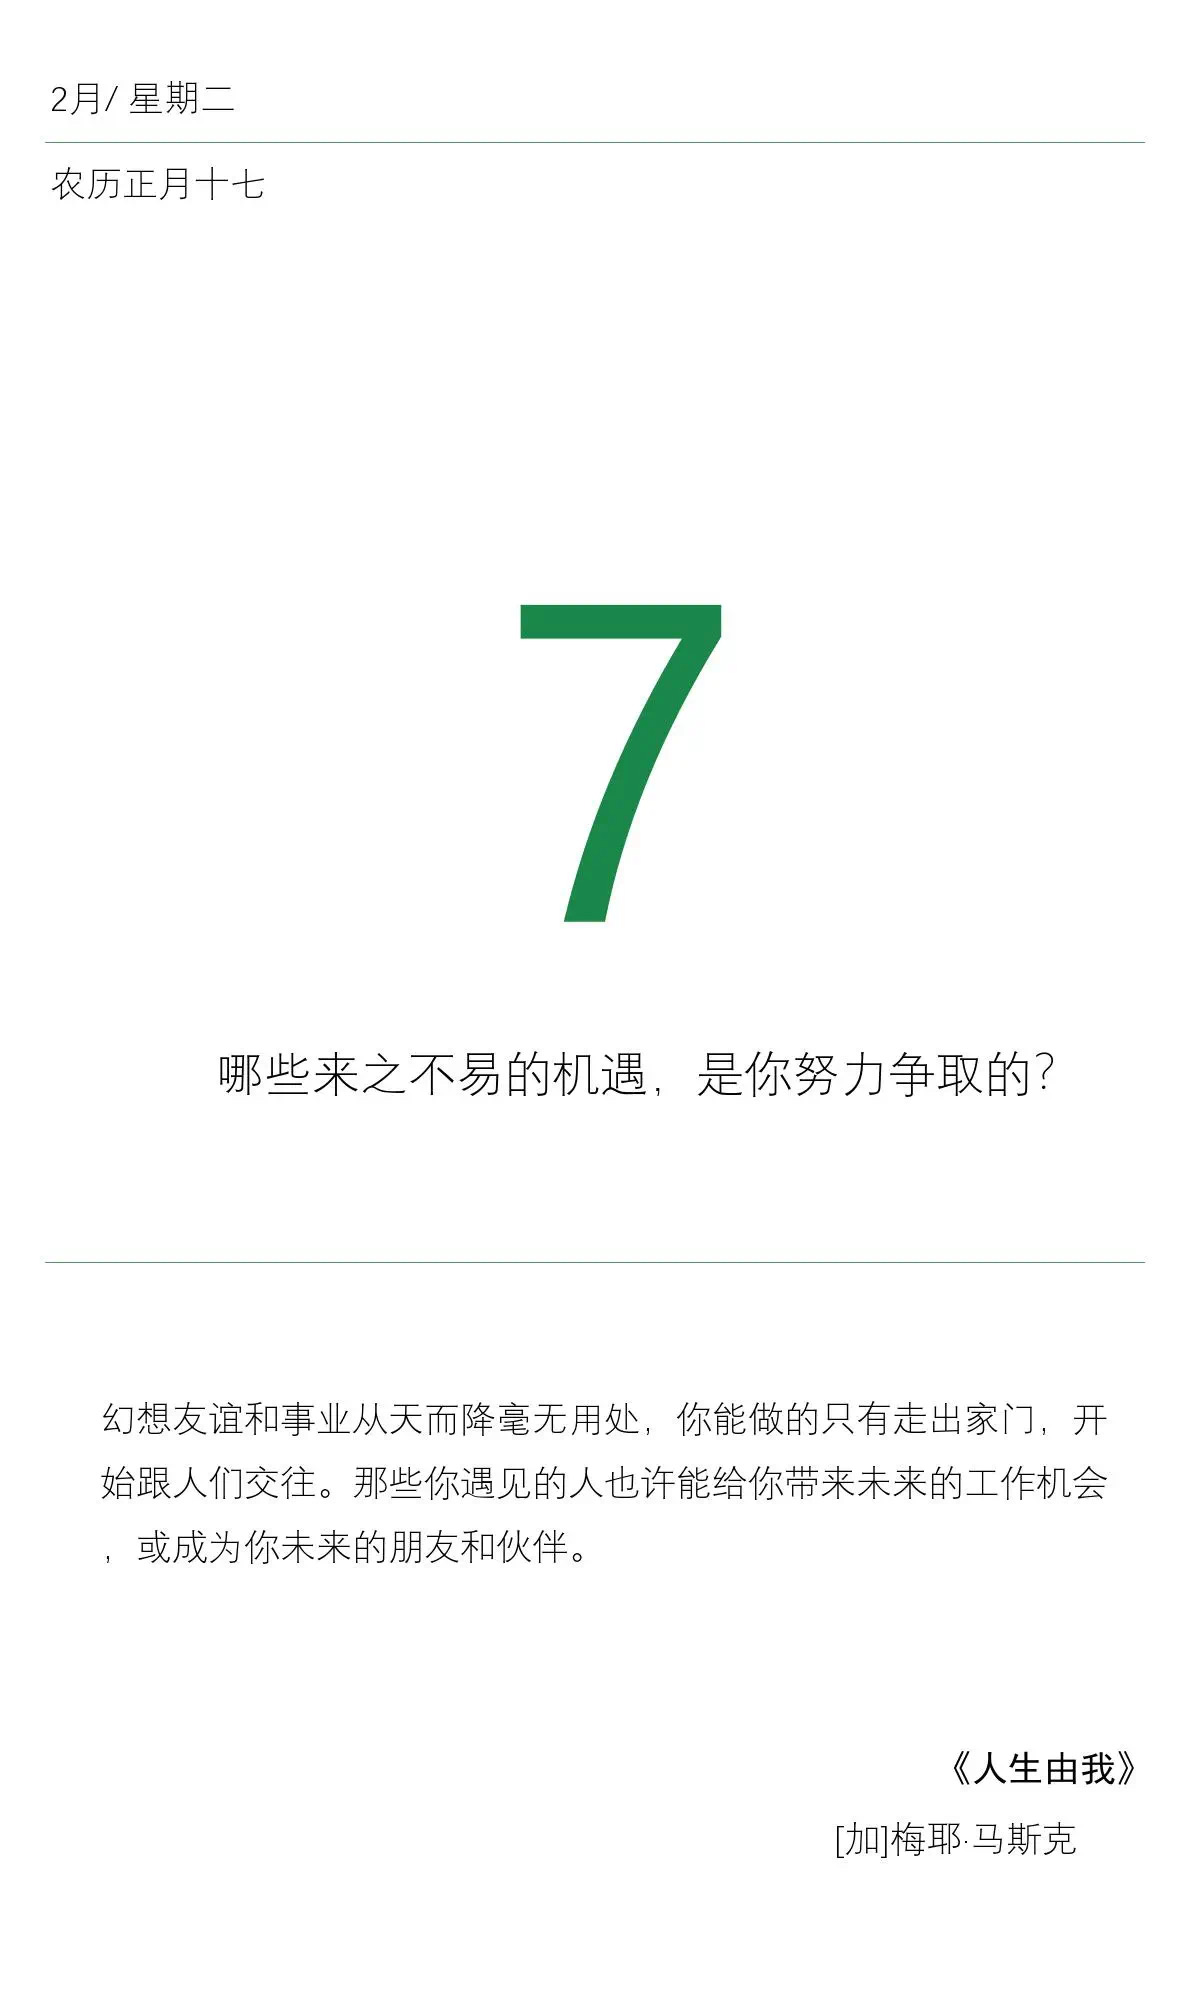 2月/ 星期二
农历正月十七
7
哪些来之不易的机遇，是你努力争取的？
幻想友谊和事业从天而降毫无用处，你能做的只有走出家门，开
始跟人们交往。那些你遇见的人也许能给你带来未来的工作机会
，或成为你未来的朋友和伙伴。
《人生由我》
[加]梅耶·马斯克